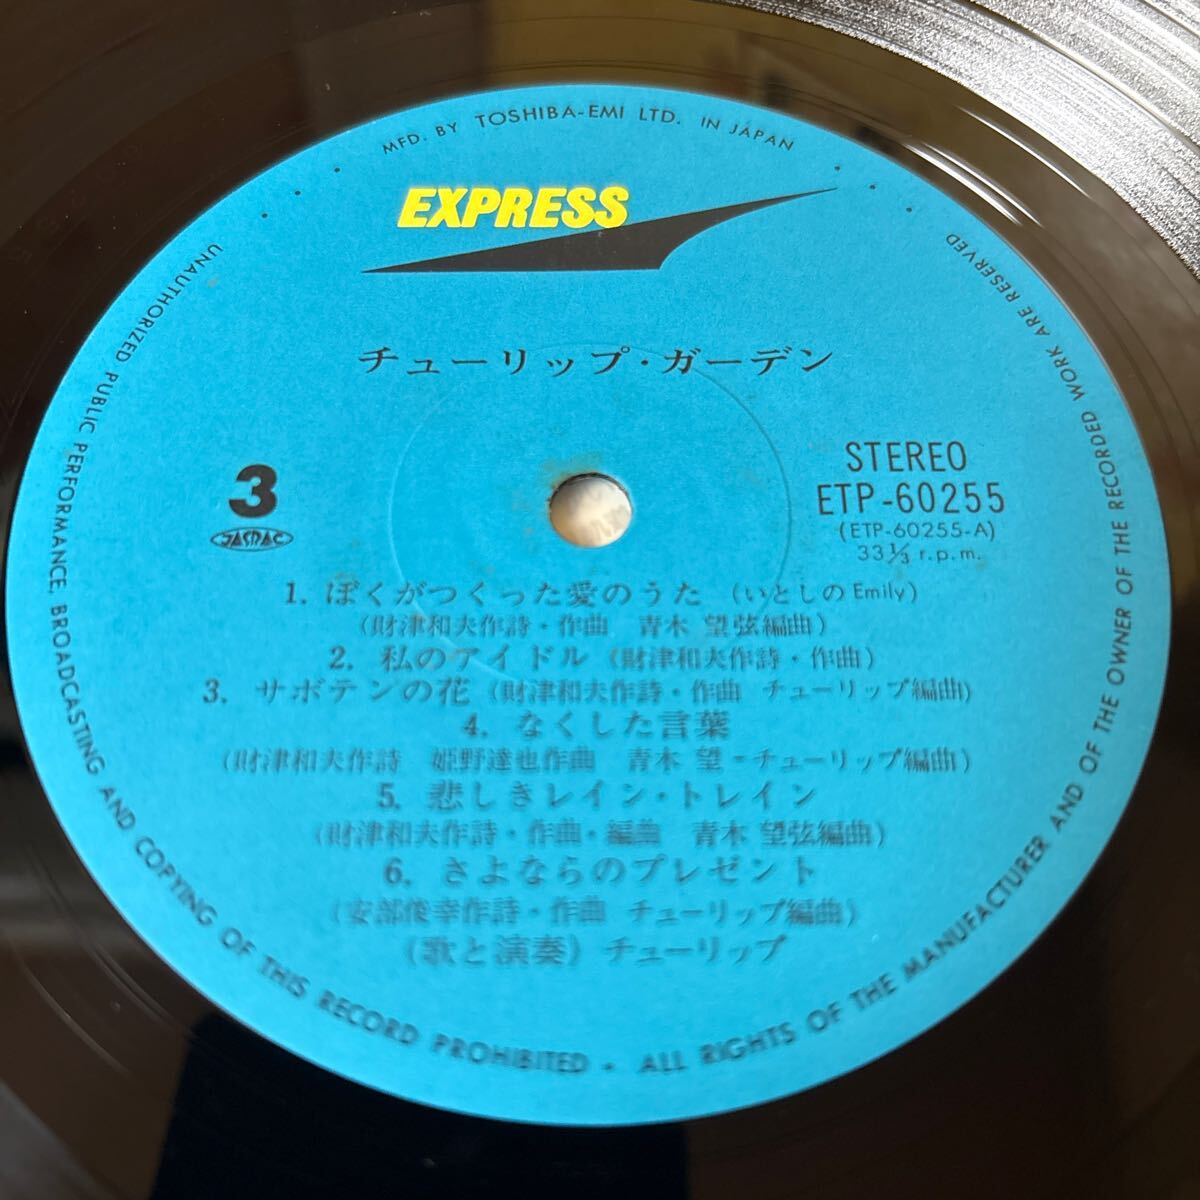 MFD. BY TOSHIBA-EMI LTD. IN JAPAN
EXPRESS
チューリップ・ガーデン
3
JASRAC
STEREO
ETP-60255
(ETP-60255-A)
33⅓ r.p.m.
1. ぼくがつくった愛のうた (いとしの Emily)
(財津和夫作詩・作曲 青木 望弦編曲)
2. 私のアイドル (財津和夫作詩・作曲)
3. サボテンの花 (財津和夫作詩・作曲 チューリップ編曲)
4. なくした言葉
(財津和夫作詩 姫野達也作曲 青木 望・チューリップ編曲)
5. 悲しきレイン・トレイン
(財津和夫作詩・作曲・編曲 青木 望弦編曲)
6. さよならのプレゼント
(安部俊幸作詩・作曲 チューリップ編曲)
(歌と演奏) チューリップ
UNAUTHORIZED PUBLIC PERFORMANCE, BROADCASTING AND COPYING OF THIS RECORD PROHIBITED • ALL RIGHTS OF THE MANUFACTURER AND OF THE OWNER OF THE RECORDED WORK ARE RESERVED